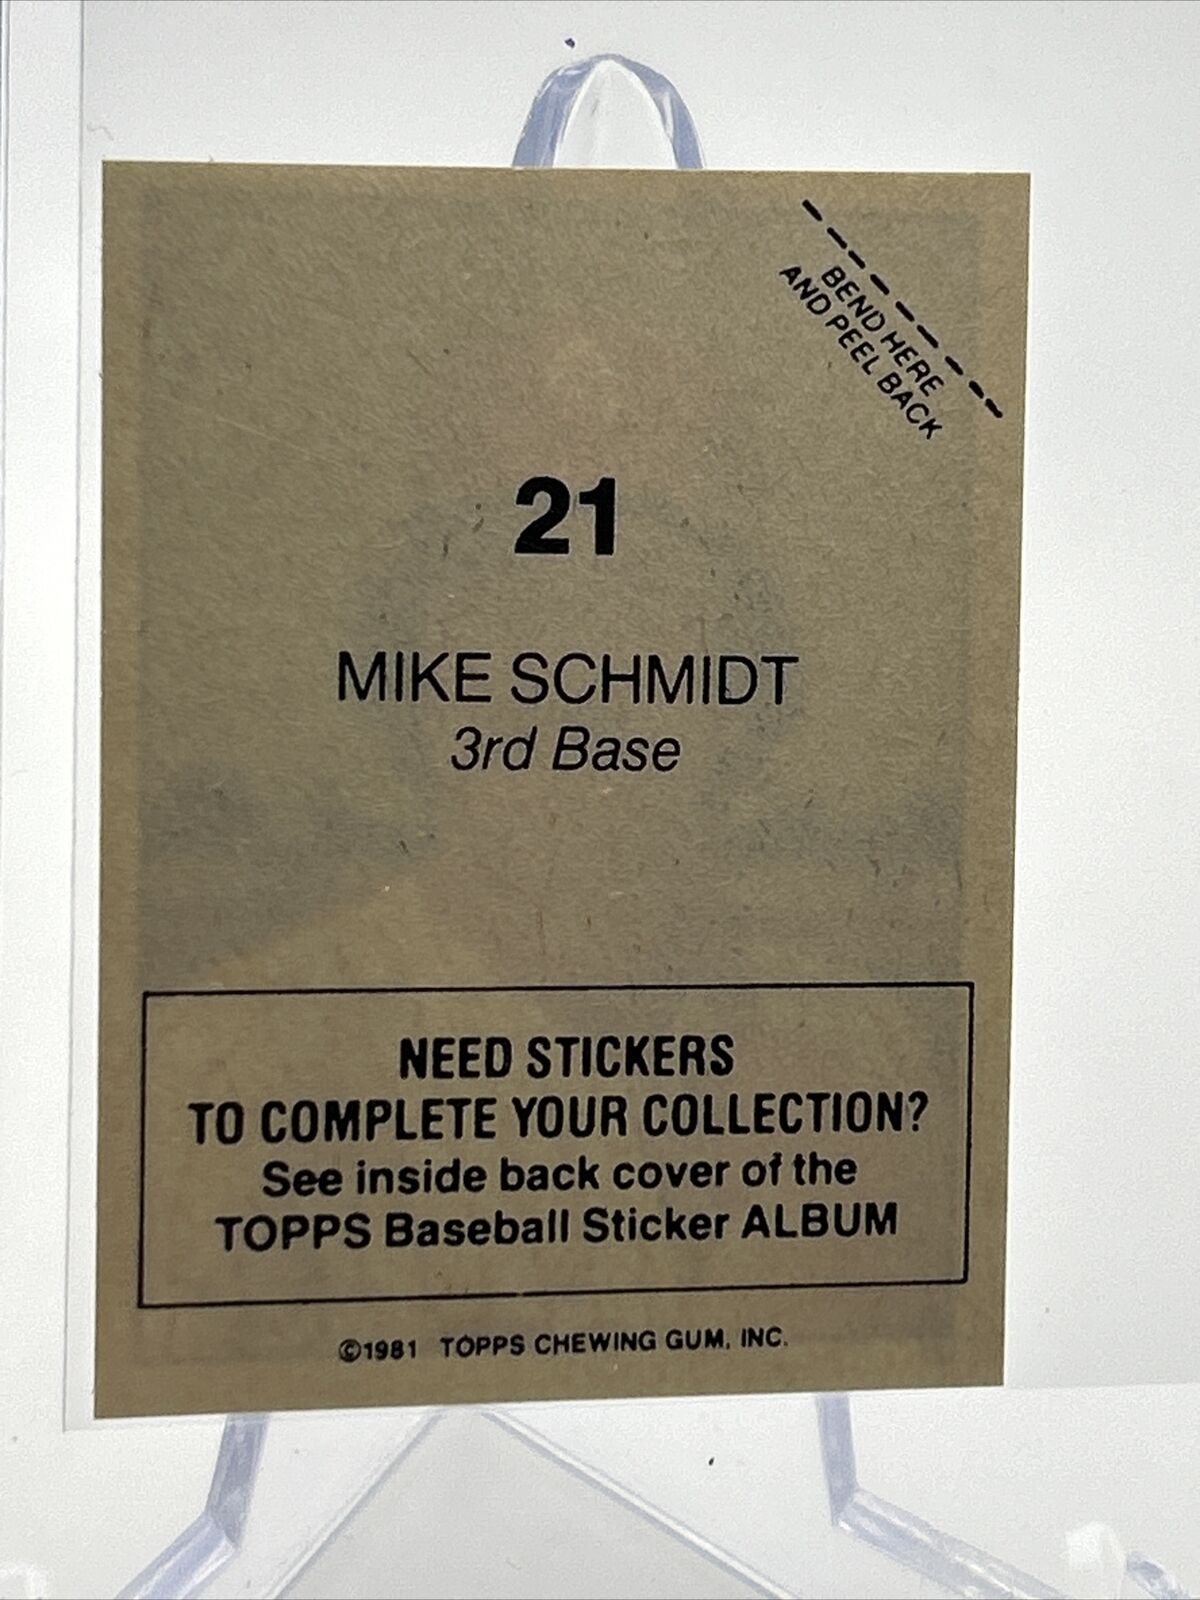 BEND HERE
AND PEEL BACK
21
MIKE SCHMIDT
3rd Base
NEED STICKERS
TO COMPLETE YOUR COLLECTION?
See inside back cover of the
TOPPS Baseball Sticker ALBUM
©1981 TOPPS CHEWING GUM, INC.